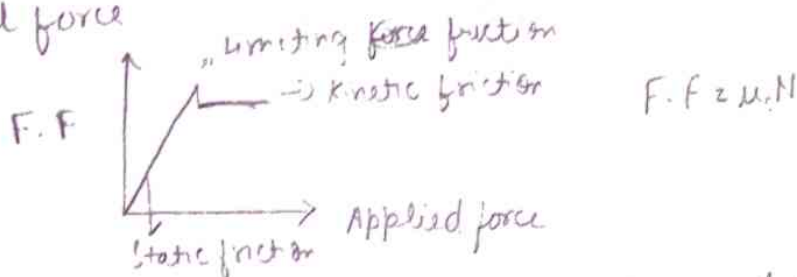 l force
limiting force friction
→ Kinetic friction
F.F = μ.N
F.F
Applied force
static friction